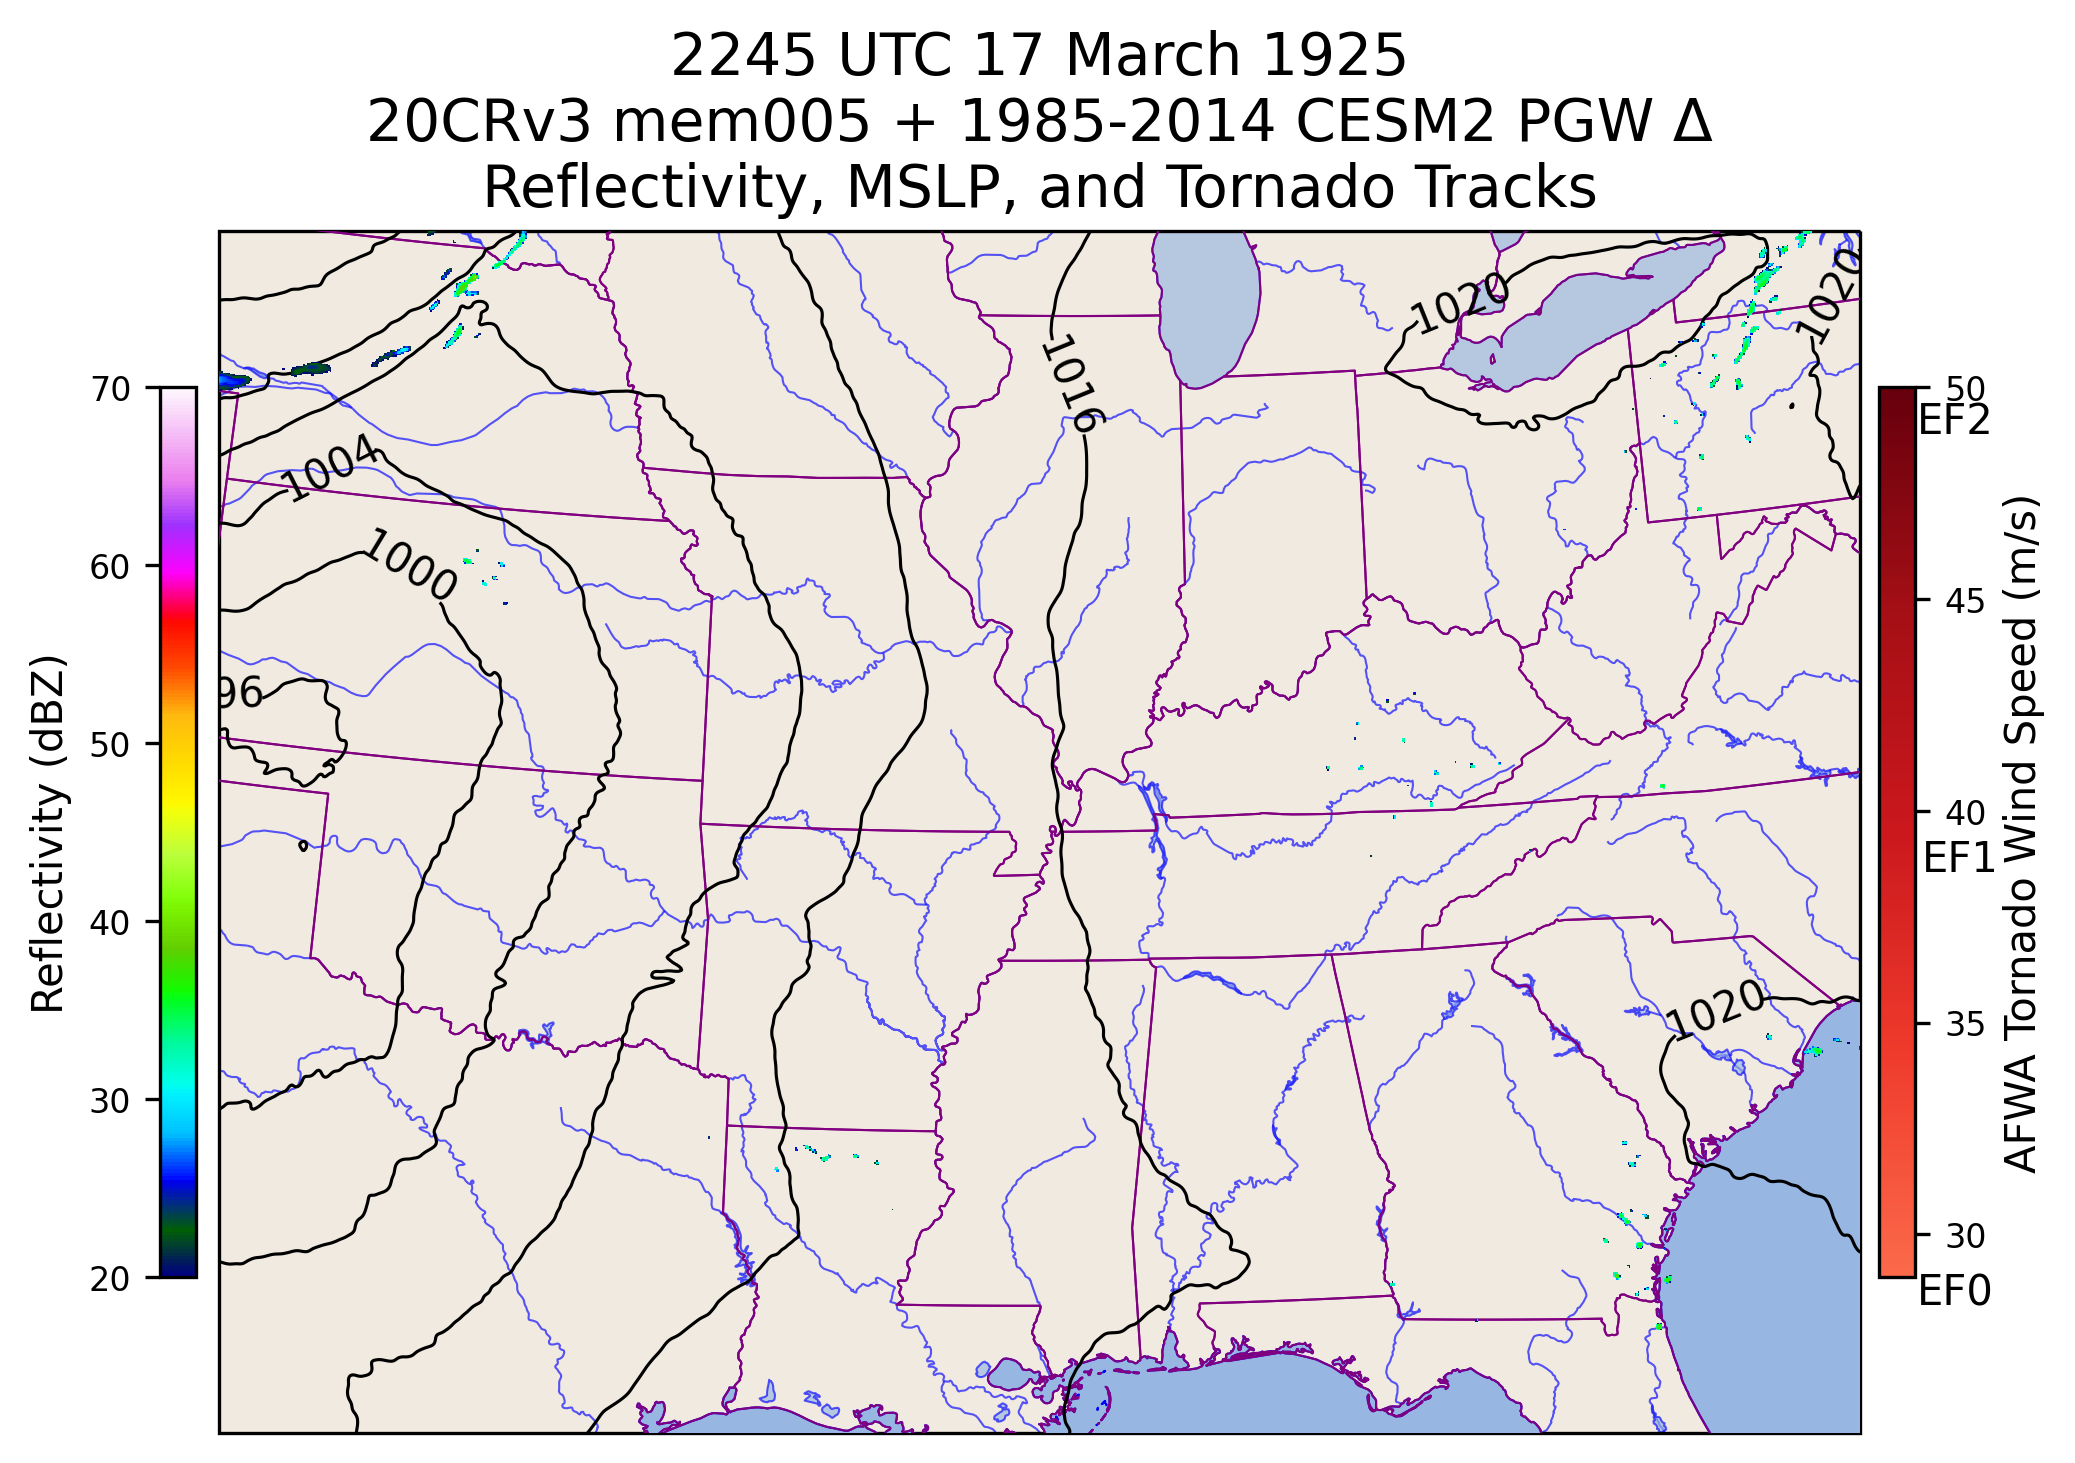 2245 UTC 17 March 1925
20CRv3 mem005 + 1985-2014 CESM2 PGW Δ
Reflectivity, MSLP, and Tornado Tracks
Reflectivity (dBZ)
70
60
50
40
30
20
1020
1020
1016
1004
1000
96
1020
50
EF2
45
40
EF1
35
30
EF0
AFWA Tornado Wind Speed (m/s)